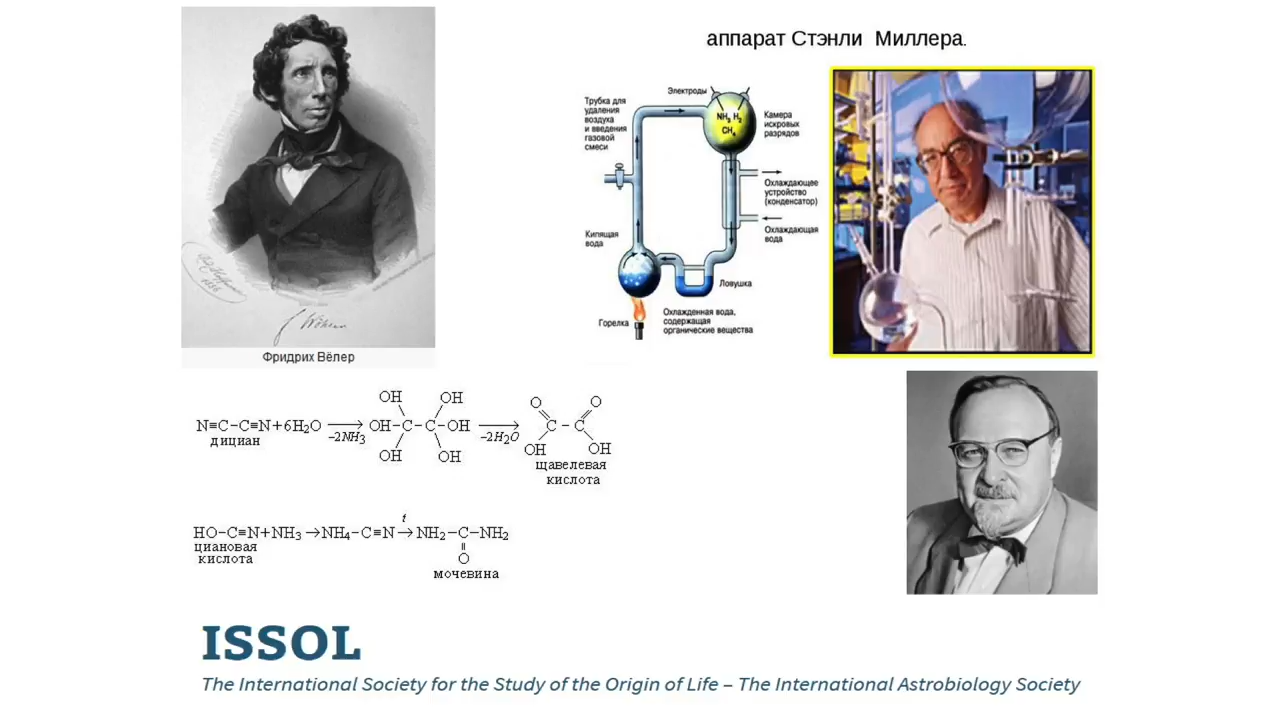 аппарат Стэнли Миллера.
Фридрих Вёлер
Электроды
Трубка для
удаления
воздуха
и введения
газовой
смеси
NH3 H2
CH4
Камера
искровых
разрядов
Охлаждающее
устройство
(конденсатор)
Охлаждающая
вода
Кипящая
вода
Ловушка
Горелка
Охлажденная вода,
содержащая
органические вещества
OH OH
N≡C–C≡N+6H2O –2NH3 OH–C–C–OH –2H2O
дициан
OH OH
O O
C – C
OH OH
щавелевая
кислота
HO–C≡N+NH3 →NH4–C≡N t → NH2–C–NH2
циановая
кислота
O
мочевина
ISSOL
The International Society for the Study of the Origin of Life – The International Astrobiology Society